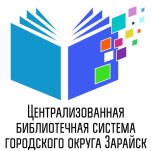 Централизованная
библиотечная система
городского округа Зарайск